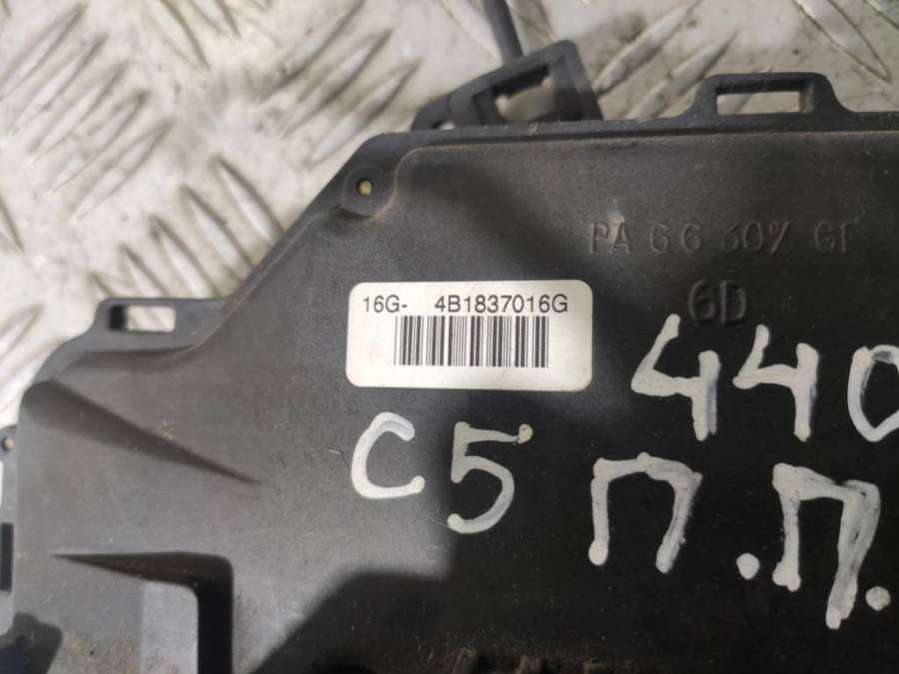 PA 6 6 30% GF
16G- 4B1837016G
6D
440
C5
П.П.